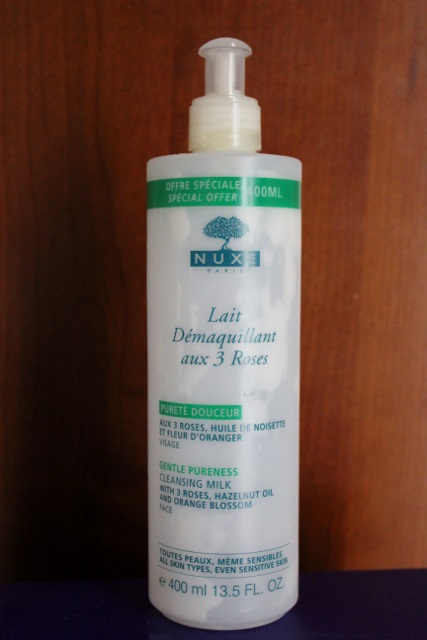 OFFRE SPÉCIALE
SPECIAL OFFER 400ML
NUXE
PARIS
Lait
Démaquillant
aux 3 Roses
PURETÉ DOUCEUR
AUX 3 ROSES, HUILE DE NOISETTE
ET FLEUR D'ORANGER
VISAGE
GENTLE PURENESS
CLEANSING MILK
WITH 3 ROSES, HAZELNUT OIL
AND ORANGE BLOSSOM
FACE
TOUTES PEAUX, MÊME SENSIBLES
ALL SKIN TYPES, EVEN SENSITIVE SKIN
e 400 ml 13.5 FL. OZ.